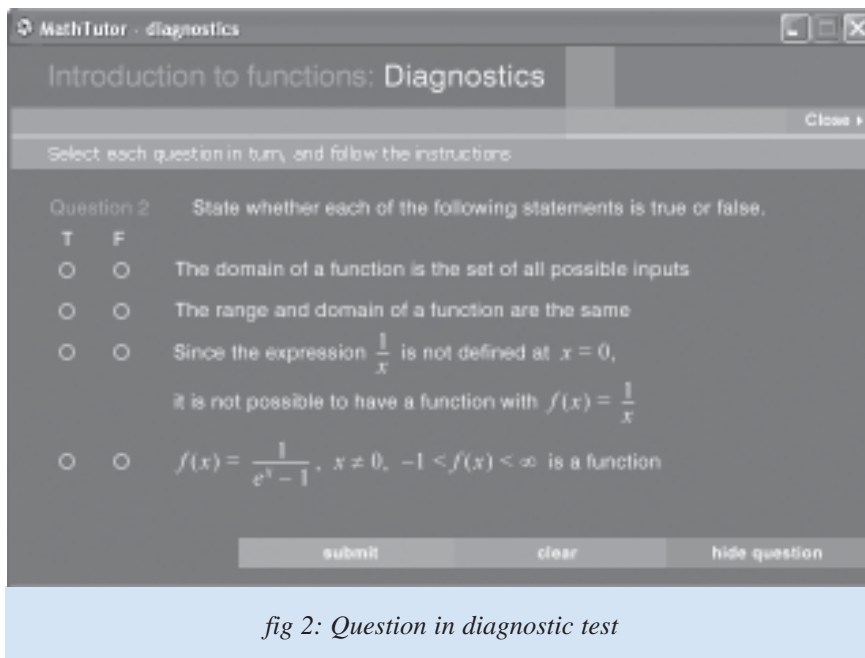 MathTutor - diagnostics
Introduction to functions: Diagnostics
Close
Select each question in turn, and follow the instructions
Question 2 State whether each of the following statements is true or false.
T F
The domain of a function is the set of all possible inputs
The range and domain of a function are the same
Since the expression 1/x is not defined at x = 0,
it is not possible to have a function with f(x) = 1/x
f(x) = 1/(eˣ − 1), x ≠ 0, −1 < f(x) < ∞ is a function
submit clear hide question
fig 2: Question in diagnostic test